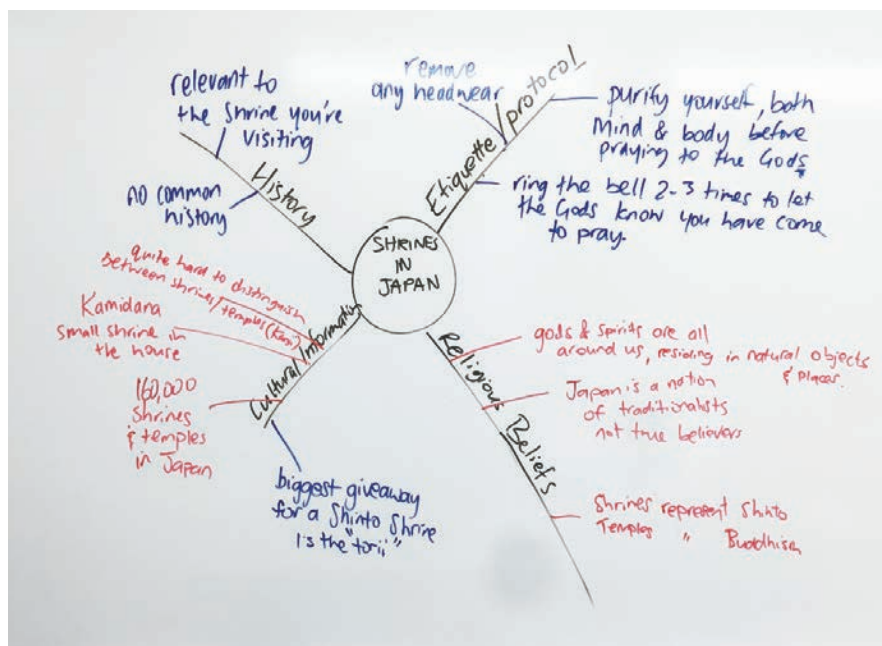 SHRINES
IN
JAPAN
History
relevant to
the Shrine you're
visiting
no common
history
Etiquette/protocol
remove
any headwear
purify yourself, both
Mind & body before
praying to the Gods
ring the bell 2-3 times to let
the Gods know you have come
to pray.
Cultural Information
quite hard to distinguish
between shrines/temples (Kami)
Kamidana
small shrine in
the house
160,000
Shrines
& temples
in Japan
biggest giveaway
for a Shinto Shrine
is the "torii"
Religious Beliefs
gods & spirits are all
around us, residing in natural objects
& Places.
Japan is a nation
of traditionalists
not true believers
Shrines represent Shinto
Temples " Buddhism